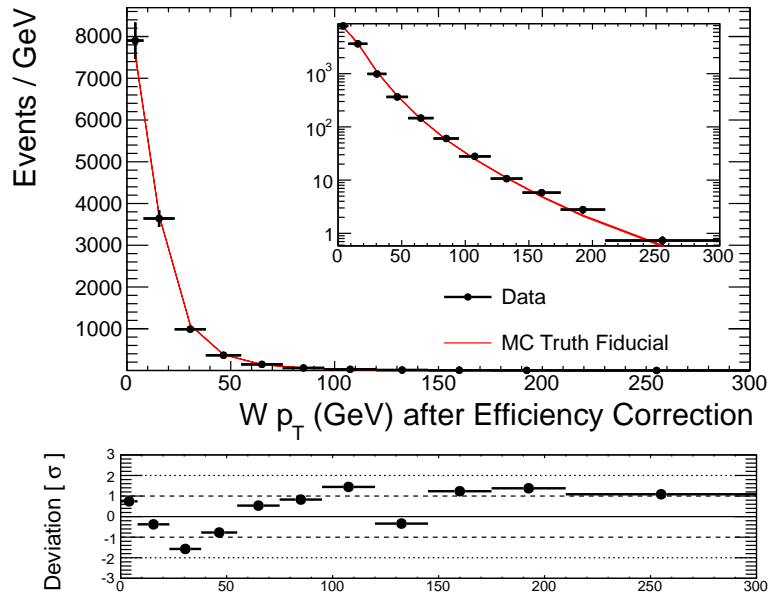 Events / GeV
8000
7000
6000
5000
4000
3000
2000
1000
0 50 100 150 200 250 300
10³
10²
10
1
0 50 100 150 200 250 300
Data
MC Truth Fiducial
W p_T (GeV) after Efficiency Correction
Deviation [ σ ]
3
2
1
0
-1
-2
-3
0 50 100 150 200 250 300